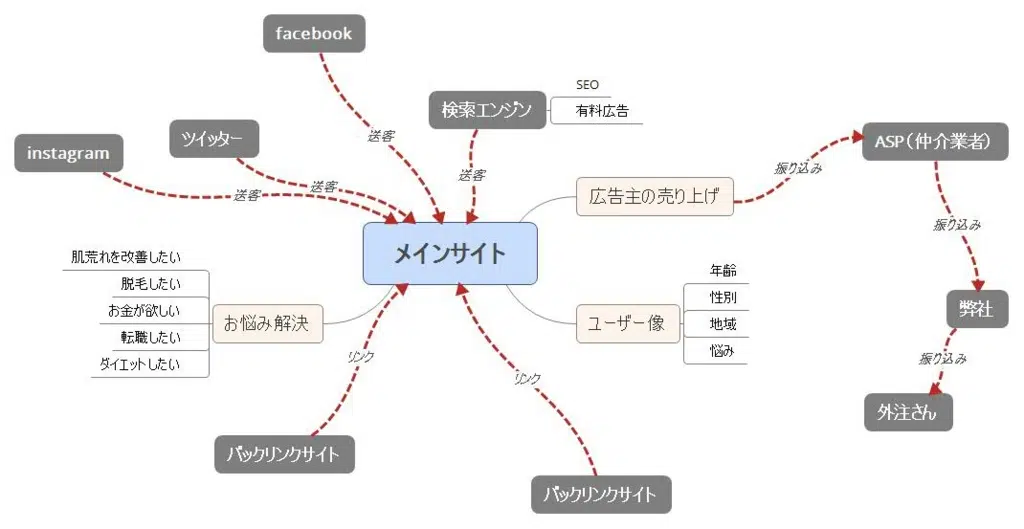 facebook
SEO
検索エンジン
有料広告
送客
ツイッター
ASP（仲介業者）
instagram
振り込み
送客
送客
送客
広告主の売り上げ
振り込み
メインサイト
肌荒れを改善したい
年齢
脱毛したい
性別
お金が欲しい
弊社
お悩み解決
ユーザー像
地域
転職したい
悩み
リンク
振り込み
ダイエットしたい
リンク
外注さん
バックリンクサイト
バックリンクサイト